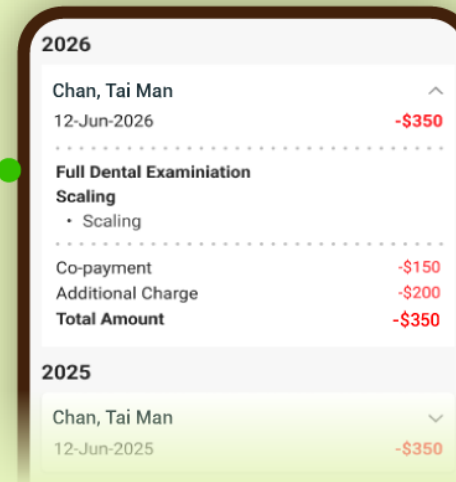 2026
Chan, Tai Man
12-Jun-2026 -$350
Full Dental Examiniation
Scaling
• Scaling
Co-payment -$150
Additional Charge -$200
Total Amount -$350
2025
Chan, Tai Man
12-Jun-2025 -$350